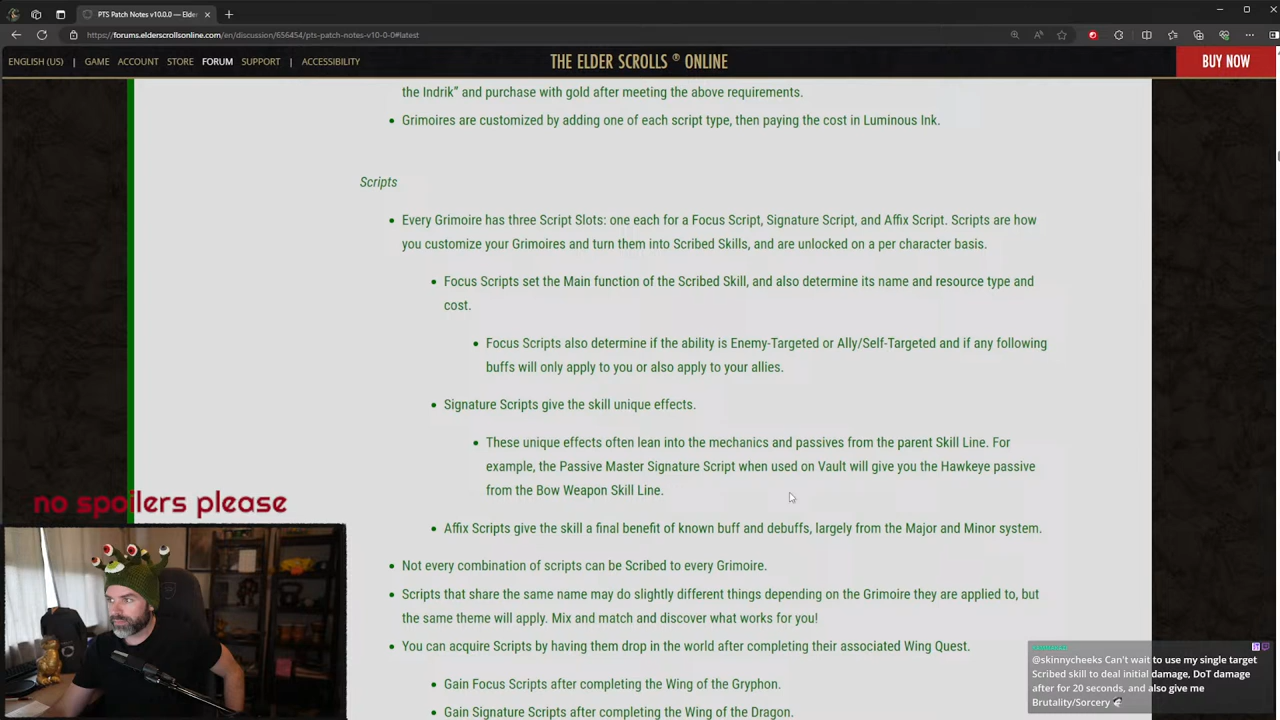 PTS Patch Notes v10.0.0 — Elder
https://forums.elderscrollsonline.com/en/discussion/656454/pts-patch-notes-v10-0-0#latest
ENGLISH (US) | GAME ACCOUNT STORE FORUM SUPPORT | ACCESSIBILITY
THE ELDER SCROLLS ® ONLINE
BUY NOW
the Indrik” and purchase with gold after meeting the above requirements.
• Grimoires are customized by adding one of each script type, then paying the cost in Luminous Ink.
Scripts
• Every Grimoire has three Script Slots: one each for a Focus Script, Signature Script, and Affix Script. Scripts are how
you customize your Grimoires and turn them into Scribed Skills, and are unlocked on a per character basis.
• Focus Scripts set the Main function of the Scribed Skill, and also determine its name and resource type and
cost.
• Focus Scripts also determine if the ability is Enemy-Targeted or Ally/Self-Targeted and if any following
buffs will only apply to you or also apply to your allies.
• Signature Scripts give the skill unique effects.
• These unique effects often lean into the mechanics and passives from the parent Skill Line. For
example, the Passive Master Signature Script when used on Vault will give you the Hawkeye passive
from the Bow Weapon Skill Line.
• Affix Scripts give the skill a final benefit of known buff and debuffs, largely from the Major and Minor system.
• Not every combination of scripts can be Scribed to every Grimoire.
• Scripts that share the same name may do slightly different things depending on the Grimoire they are applied to, but
the same theme will apply. Mix and match and discover what works for you!
• You can acquire Scripts by having them drop in the world after completing their associated Wing Quest.
• Gain Focus Scripts after completing the Wing of the Gryphon.
• Gain Signature Scripts after completing the Wing of the Dragon.
no spoilers please
@skinnycheeks Can't wait to use my single target
Scribed skill to deal initial damage, DoT damage
after for 20 seconds, and also give me
Brutality/Sorcery